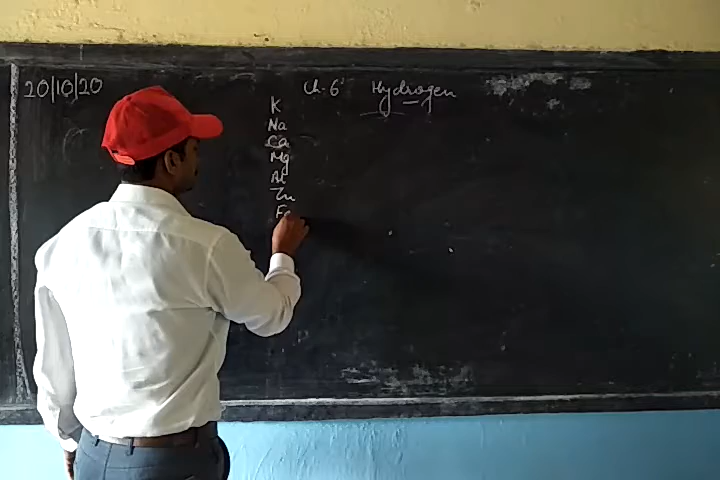 20/10/20
Ch-6 Hydrogen
K
Na
Ca
Mg
Al
Zn
Fe